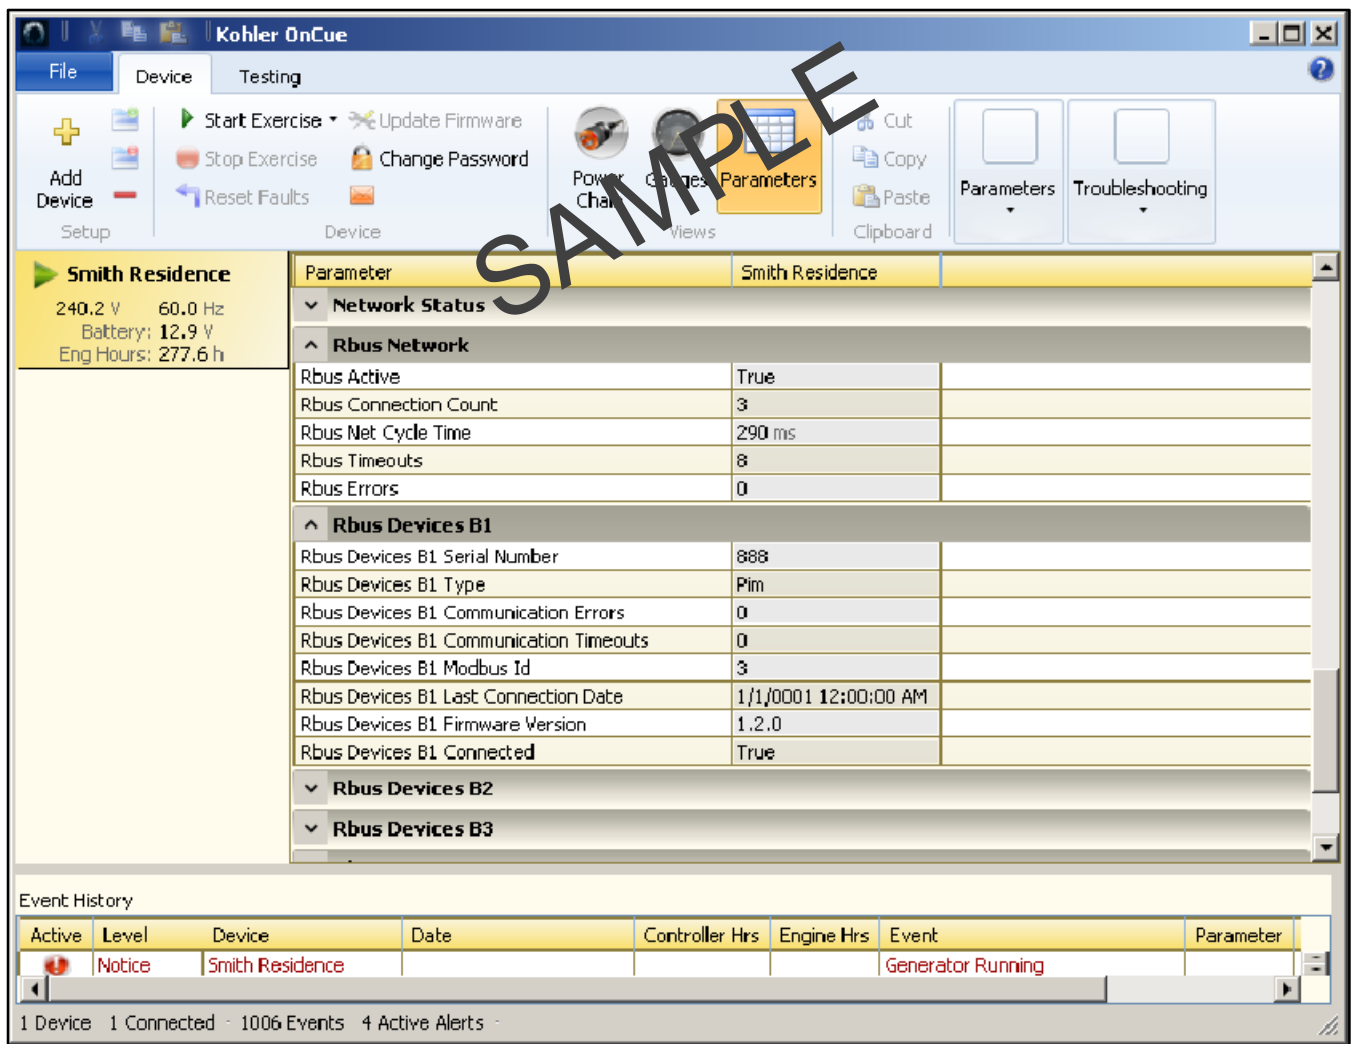 Kohler OnCue
File Device Testing
Add Device
Setup
Start Exercise
Stop Exercise
Reset Faults
Update Firmware
Change Password
Device
Power Chain
Gauges
Parameters
Views
Cut
Copy
Paste
Clipboard
Parameters
Troubleshooting
SAMPLE
Smith Residence
240.2 V 60.0 Hz
Battery: 12.9 V
Eng Hours: 277.6 h
Parameter Smith Residence
Network Status
Rbus Network
Rbus Active True
Rbus Connection Count 3
Rbus Net Cycle Time 290 ms
Rbus Timeouts 8
Rbus Errors 0
Rbus Devices B1
Rbus Devices B1 Serial Number 888
Rbus Devices B1 Type Pim
Rbus Devices B1 Communication Errors 0
Rbus Devices B1 Communication Timeouts 0
Rbus Devices B1 Modbus Id 3
Rbus Devices B1 Last Connection Date 1/1/0001 12:00:00 AM
Rbus Devices B1 Firmware Version 1.2.0
Rbus Devices B1 Connected True
Rbus Devices B2
Rbus Devices B3
Event History
Active Level Device Date Controller Hrs Engine Hrs Event Parameter
Notice Smith Residence Generator Running
1 Device 1 Connected - 1006 Events 4 Active Alerts -